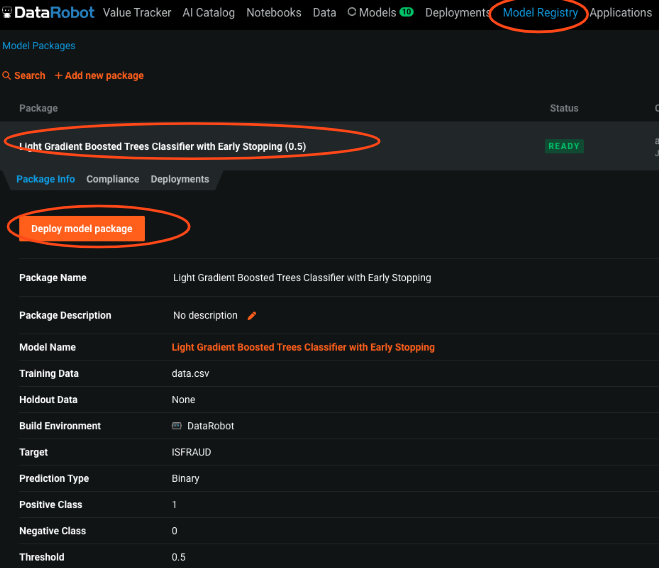 DataRobot Value Tracker AI Catalog Notebooks Data Models 10 Deployments Model Registry Applications
Model Packages
Search + Add new package
Package Status
Light Gradient Boosted Trees Classifier with Early Stopping (0.5) READY
Package Info Compliance Deployments
Deploy model package
Package Name Light Gradient Boosted Trees Classifier with Early Stopping
Package Description No description
Model Name Light Gradient Boosted Trees Classifier with Early Stopping
Training Data data.csv
Holdout Data None
Build Environment DataRobot
Target ISFRAUD
Prediction Type Binary
Positive Class 1
Negative Class 0
Threshold 0.5